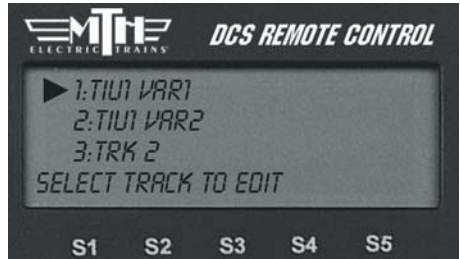 MTH
ELECTRIC TRAINS
DCS REMOTE CONTROL
1:TIU1 VAR1
2:TIU1 VAR2
3:TRK 2
SELECT TRACK TO EDIT
S1 S2 S3 S4 S5